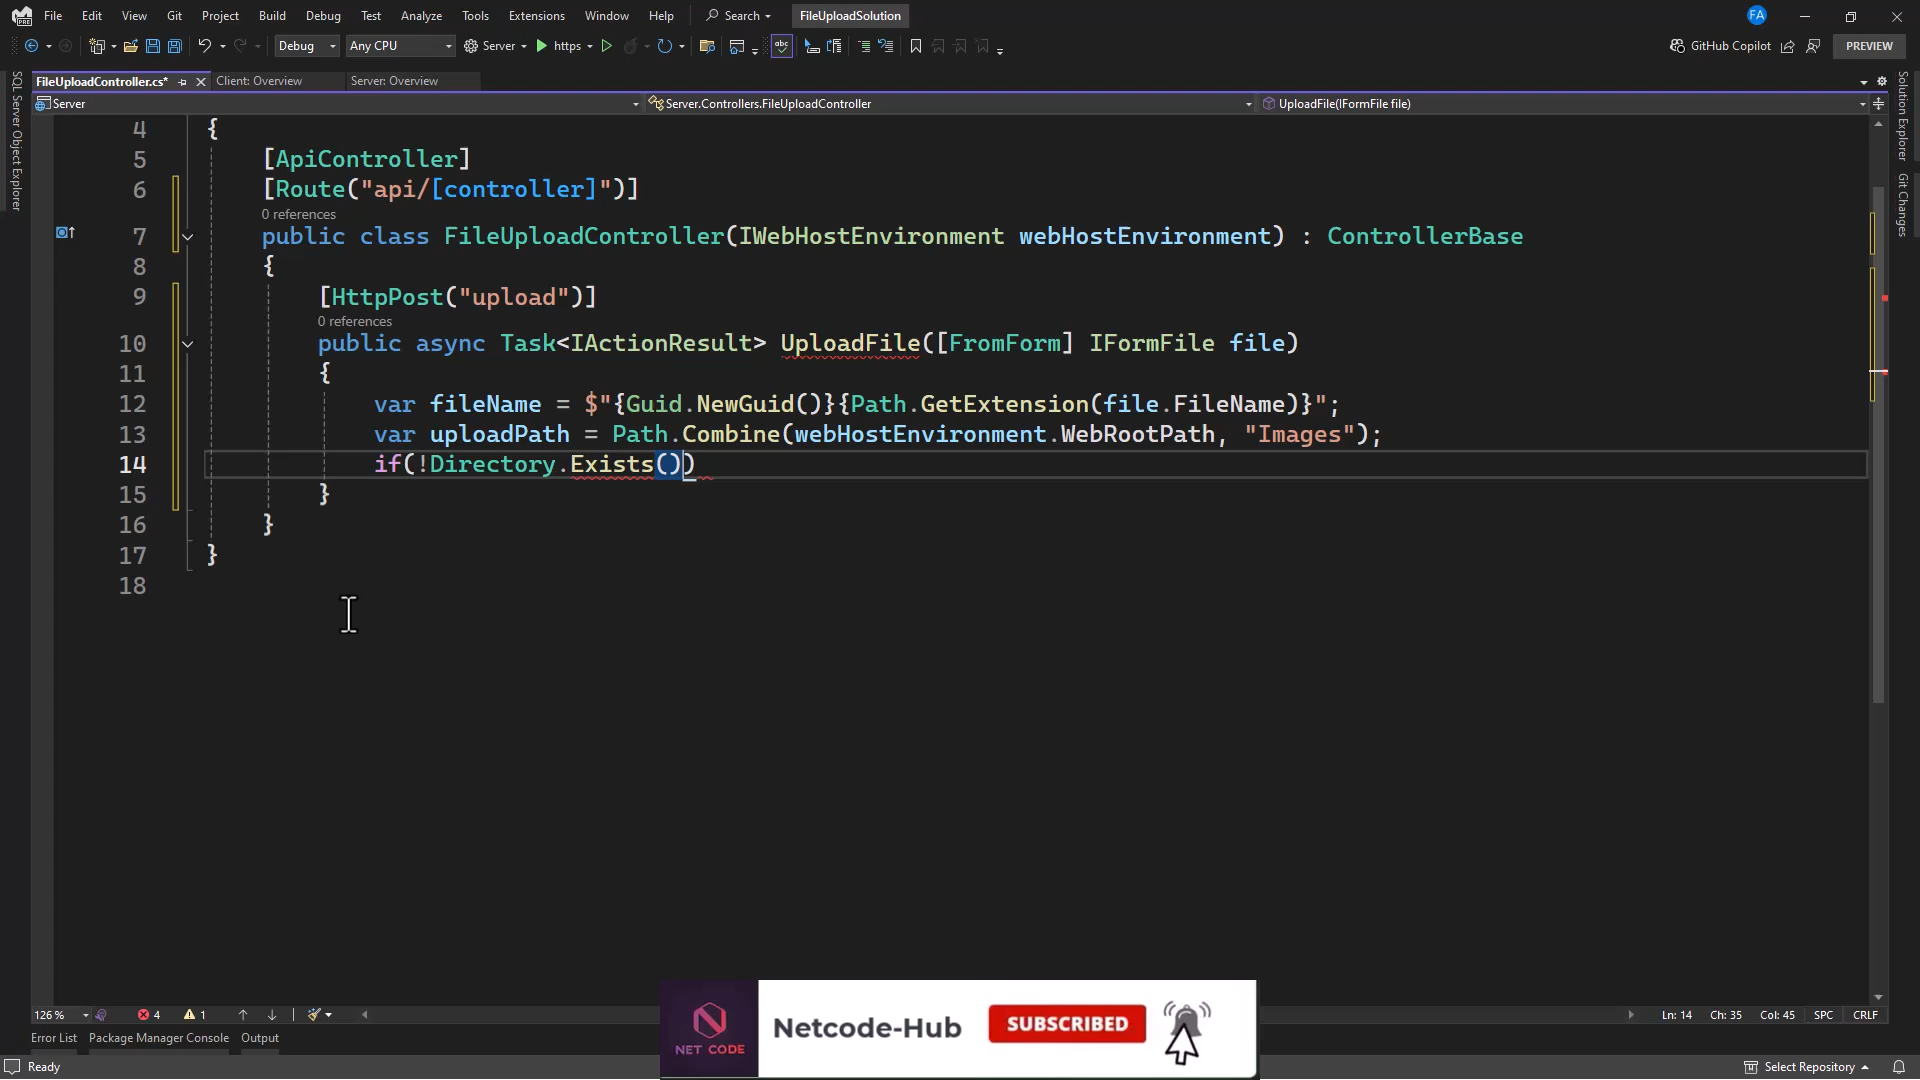 File Edit View Git Project Build Debug Test Analyze Tools Extensions Window Help Search FileUploadSolution FA
Debug Any CPU Server https GitHub Copilot PREVIEW
FileUploadController.cs* Client: Overview Server: Overview
Server Server.Controllers.FileUploadController UploadFile(IFormFile file)
SQL Server Object Explorer
Solution Explorer
Git Changes
4 {
5 [ApiController]
6 [Route("api/[controller]")]
0 references
7 public class FileUploadController(IWebHostEnvironment webHostEnvironment) : ControllerBase
8 {
9 [HttpPost("upload")]
0 references
10 public async Task<IActionResult> UploadFile([FromForm] IFormFile file)
11 {
12 var fileName = $"{Guid.NewGuid()}{Path.GetExtension(file.FileName)}";
13 var uploadPath = Path.Combine(webHostEnvironment.WebRootPath, "Images");
14 if(!Directory.Exists())
15 }
16 }
17 }
18
126 % 4 1 Ln: 14 Ch: 35 Col: 45 SPC CRLF
Error List Package Manager Console Output
NET CODE
Netcode-Hub SUBSCRIBED
Ready Select Repository